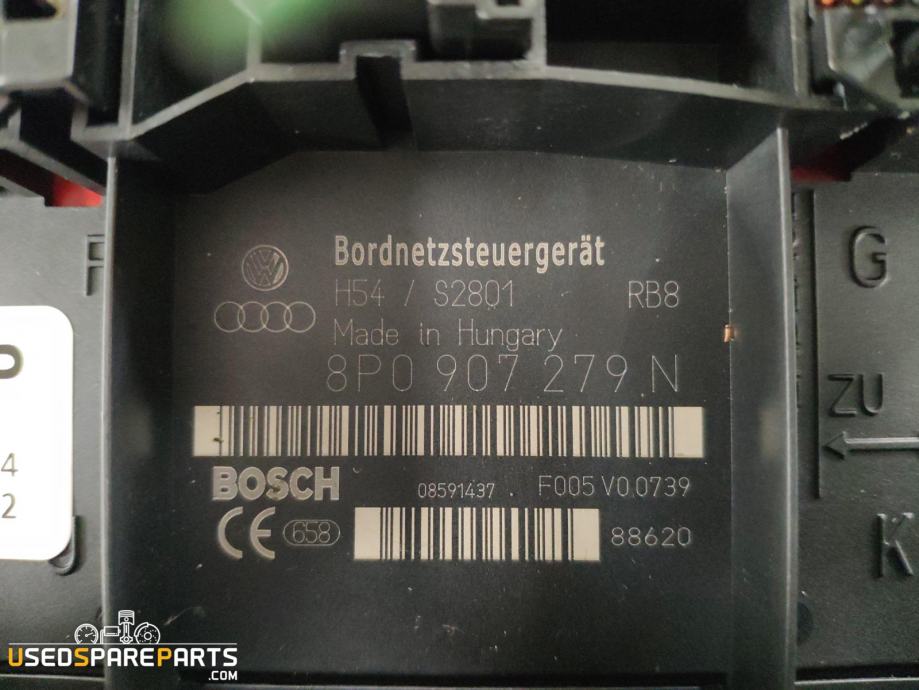 Bordnetzsteuergerät
H54 / S2801 RB8
Made in Hungary
8P0 907 279 N
BOSCH
08591437 F005 V0.0739
CE 658
88620
G
ZU
K
4
2
USEDSPAREPARTS
.COM